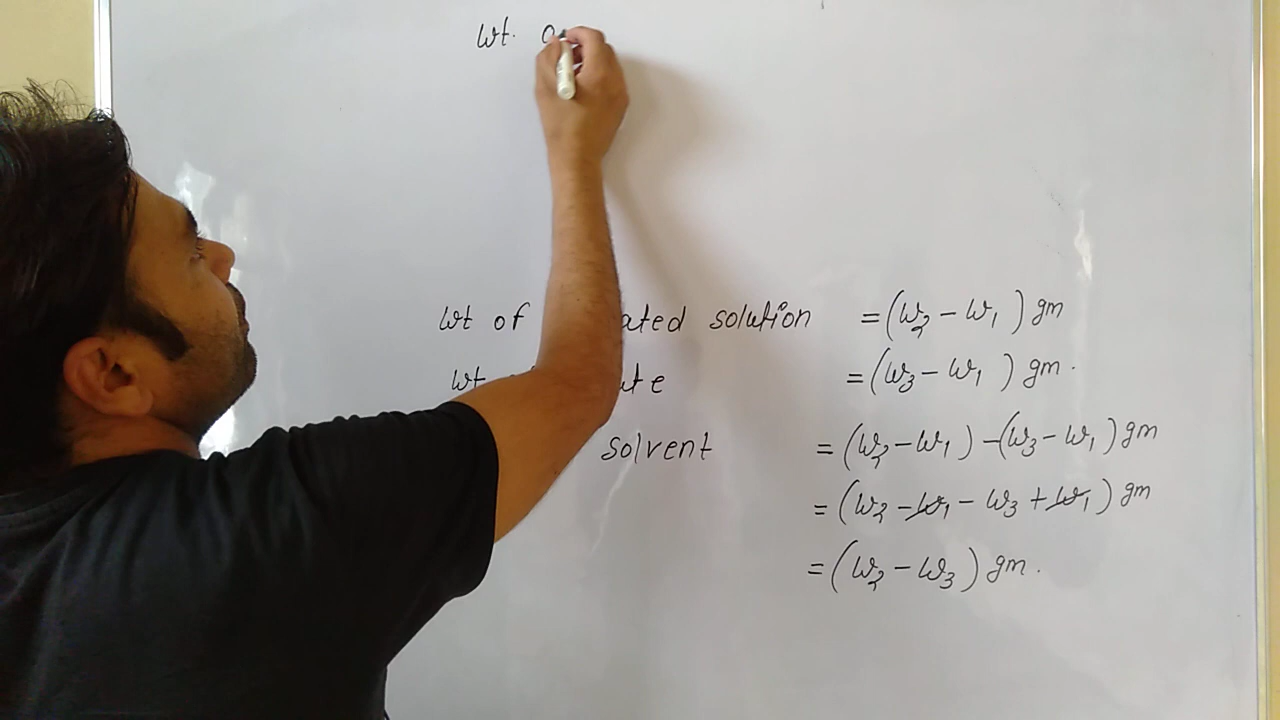 Wt.
Wt of ated solution = (W2 - W1) gm
Wt = (W3 - W1) gm.
solvent = (W2 - W1) - (W3 - W1) gm
= (W2 - W1 - W3 + W1) gm
= (W2 - W3) gm.